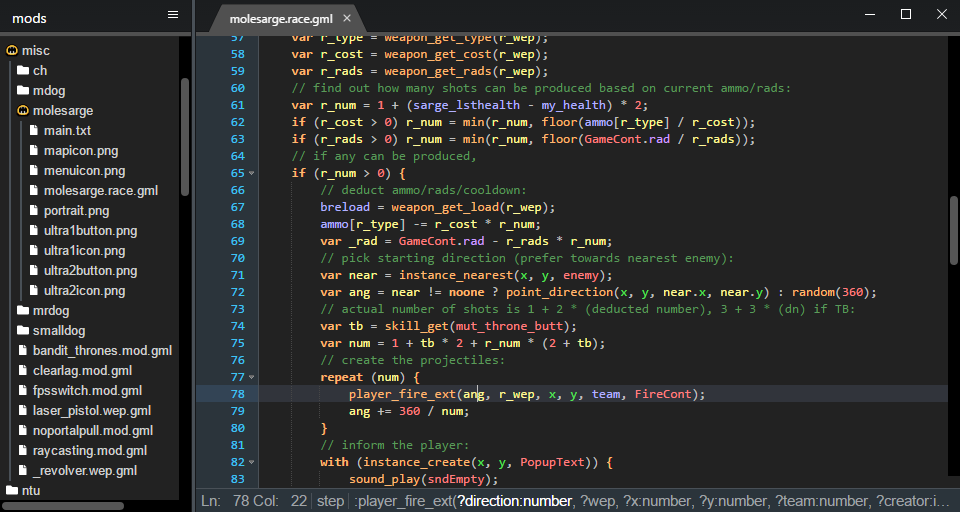 mods
molesarge.race.gml
misc
ch
mdog
molesarge
main.txt
mapicon.png
menuicon.png
molesarge.race.gml
portrait.png
ultra1button.png
ultra1icon.png
ultra2button.png
ultra2icon.png
mrdog
smalldog
bandit_thrones.mod.gml
clearlag.mod.gml
fpsswitch.mod.gml
laser_pistol.wep.gml
noportalpull.mod.gml
raycasting.mod.gml
_revolver.wep.gml
ntu
57 var r_type = weapon_get_type(r_wep);
58 var r_cost = weapon_get_cost(r_wep);
59 var r_rads = weapon_get_rads(r_wep);
60 // find out how many shots can be produced based on current ammo/rads:
61 var r_num = 1 + (sarge_lsthealth - my_health) * 2;
62 if (r_cost > 0) r_num = min(r_num, floor(ammo[r_type] / r_cost));
63 if (r_rads > 0) r_num = min(r_num, floor(GameCont.rad / r_rads));
64 // if any can be produced,
65 if (r_num > 0) {
66 // deduct ammo/rads/cooldown:
67 breload = weapon_get_load(r_wep);
68 ammo[r_type] -= r_cost * r_num;
69 var _rad = GameCont.rad - r_rads * r_num;
70 // pick starting direction (prefer towards nearest enemy):
71 var near = instance_nearest(x, y, enemy);
72 var ang = near != noone ? point_direction(x, y, near.x, near.y) : random(360);
73 // actual number of shots is 1 + 2 * (deducted number), 3 + 3 * (dn) if TB:
74 var tb = skill_get(mut_throne_butt);
75 var num = 1 + tb * 2 + r_num * (2 + tb);
76 // create the projectiles:
77 repeat (num) {
78 player_fire_ext(ang, r_wep, x, y, team, FireCont);
79 ang += 360 / num;
80 }
81 // inform the player:
82 with (instance_create(x, y, PopupText)) {
83 sound_play(sndEmpty);
Ln: 78 Col: 22 step :player_fire_ext(?direction:number, ?wep, ?x:number, ?y:number, ?team:number, ?creator:i...